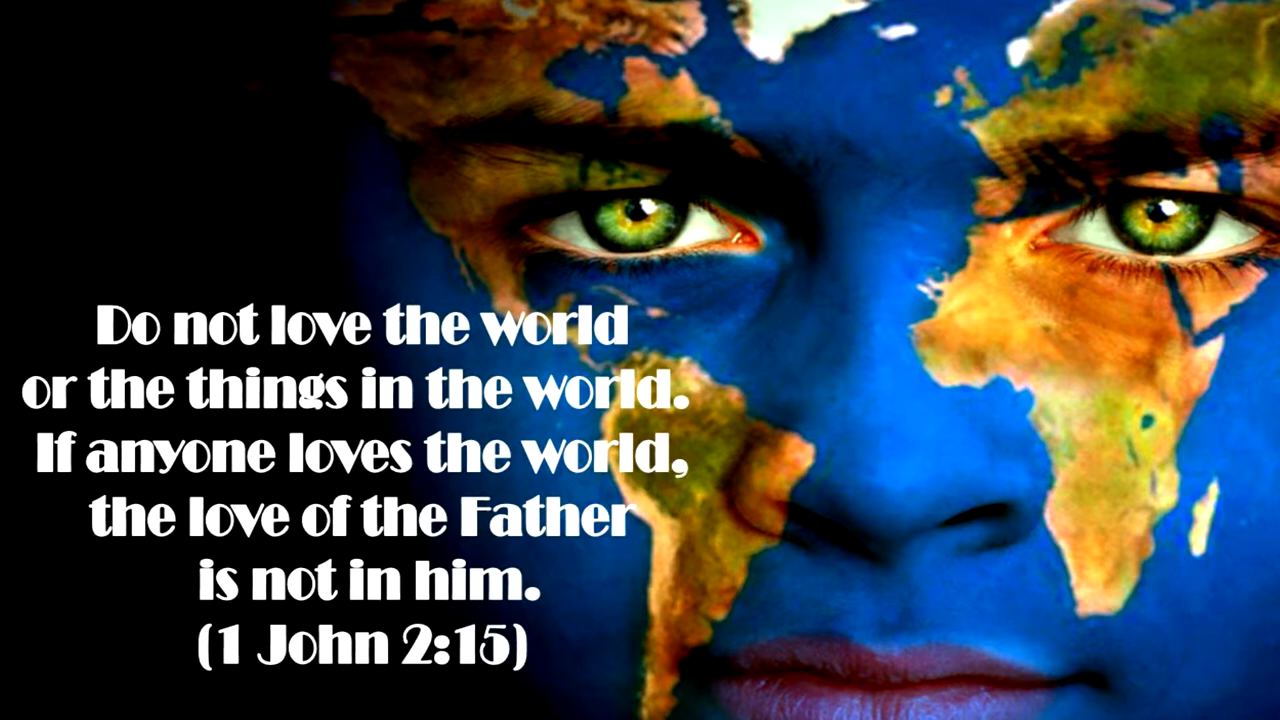 Do not love the world
or the things in the world.
If anyone loves the world,
the love of the Father
is not in him.
(1 John 2:15)